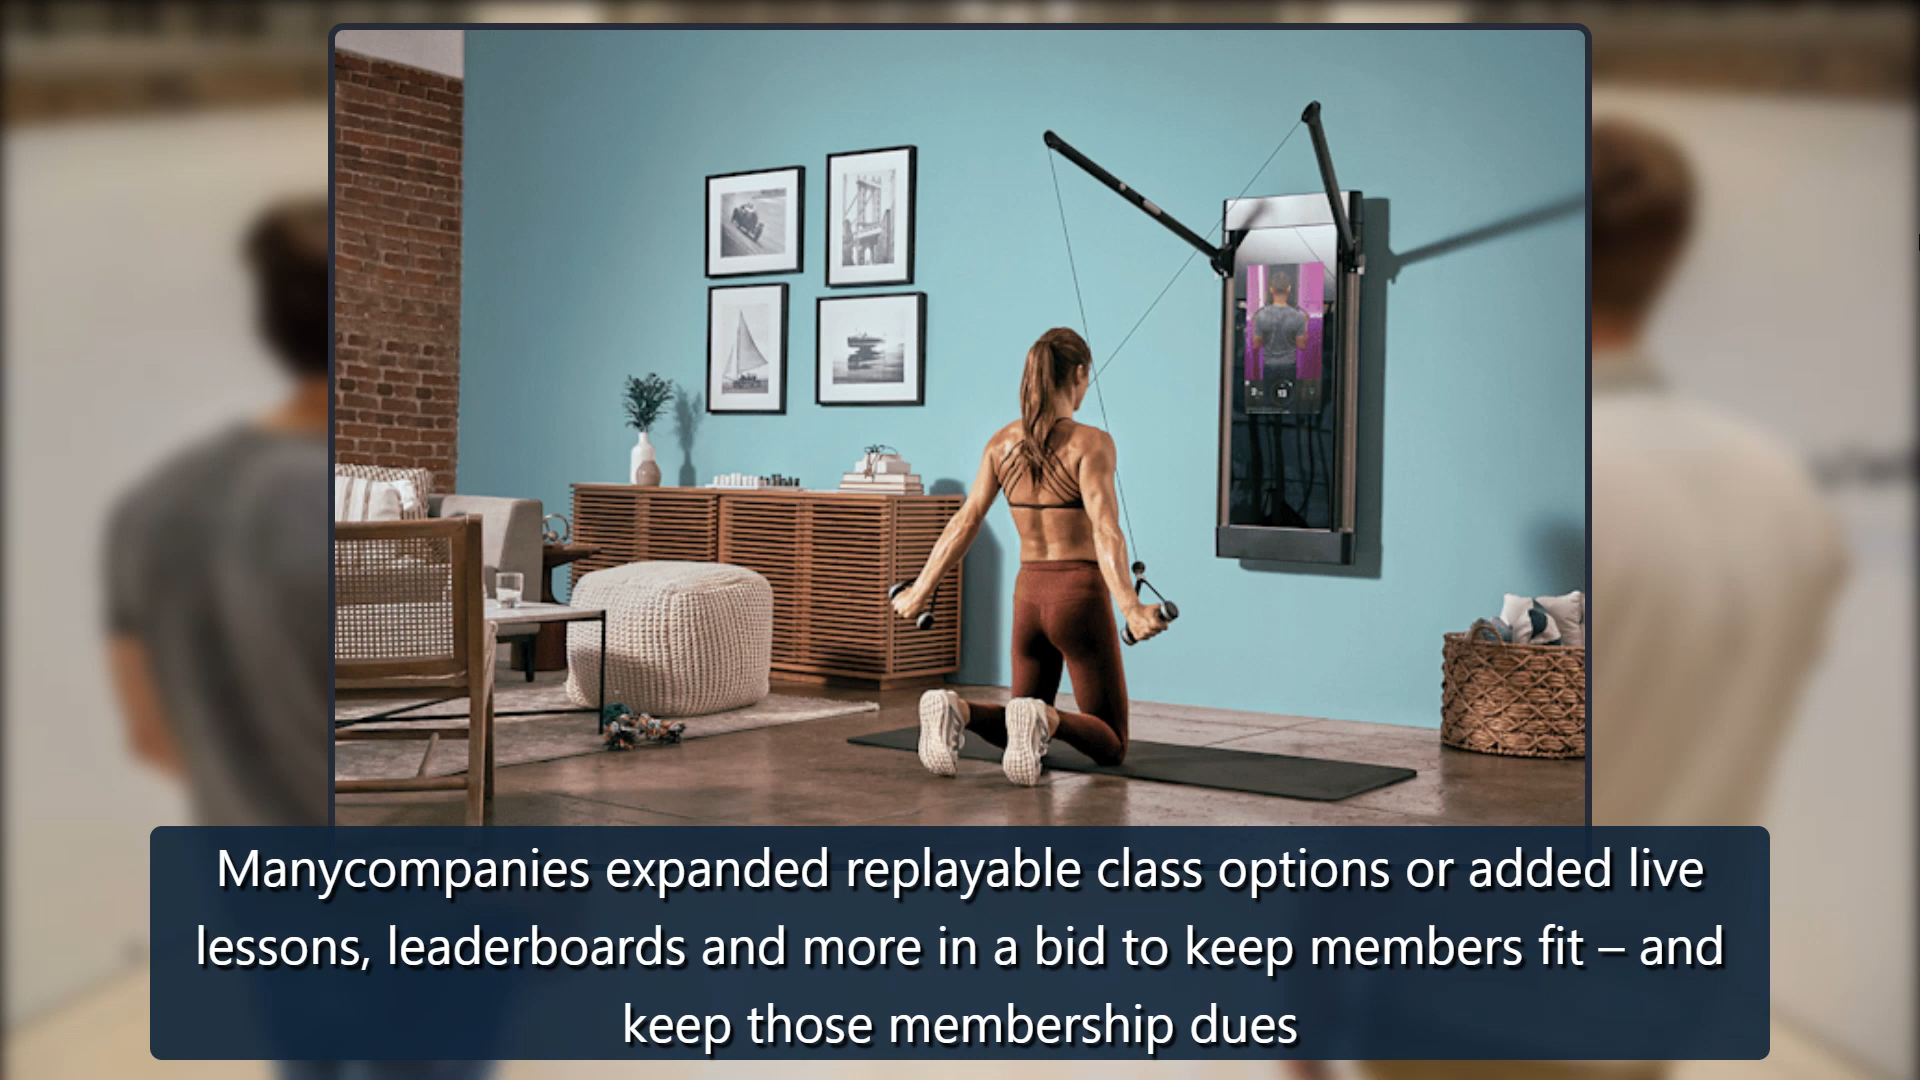 Manycompanies expanded replayable class options or added live
lessons, leaderboards and more in a bid to keep members fit – and
keep those membership dues